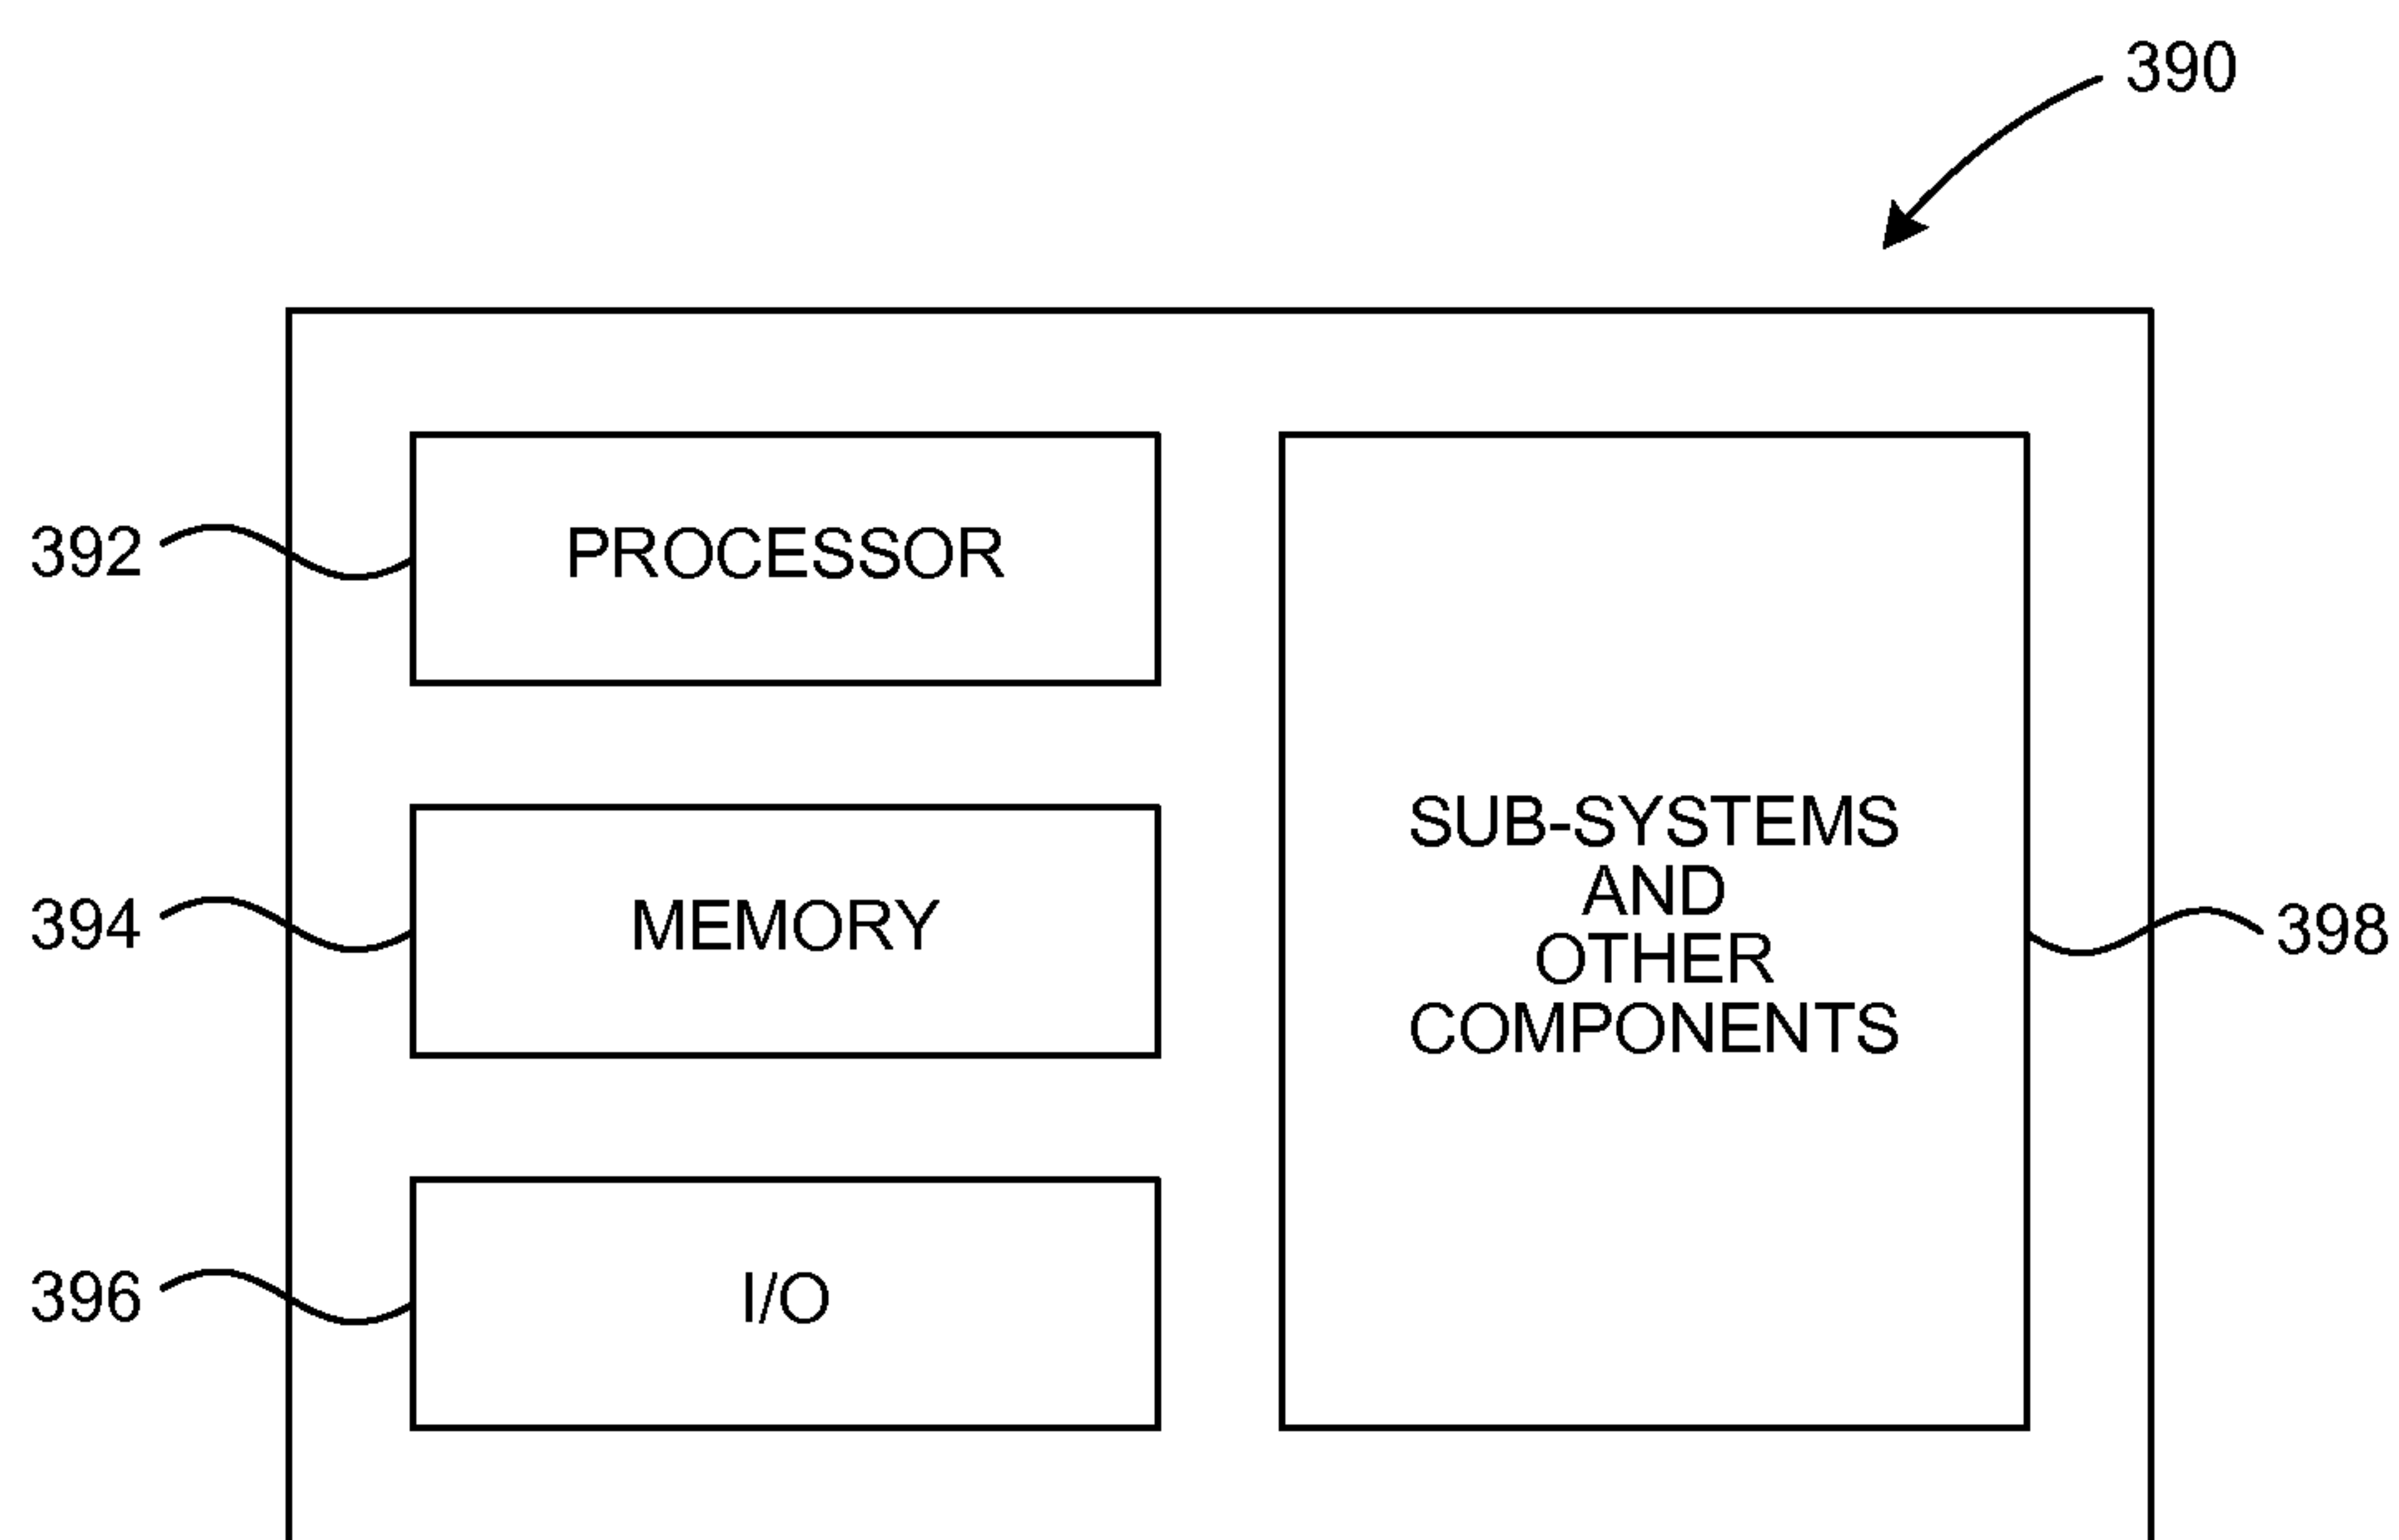 390
392
PROCESSOR
394
MEMORY
396
I/O
SUB-SYSTEMS
AND
OTHER
COMPONENTS
398